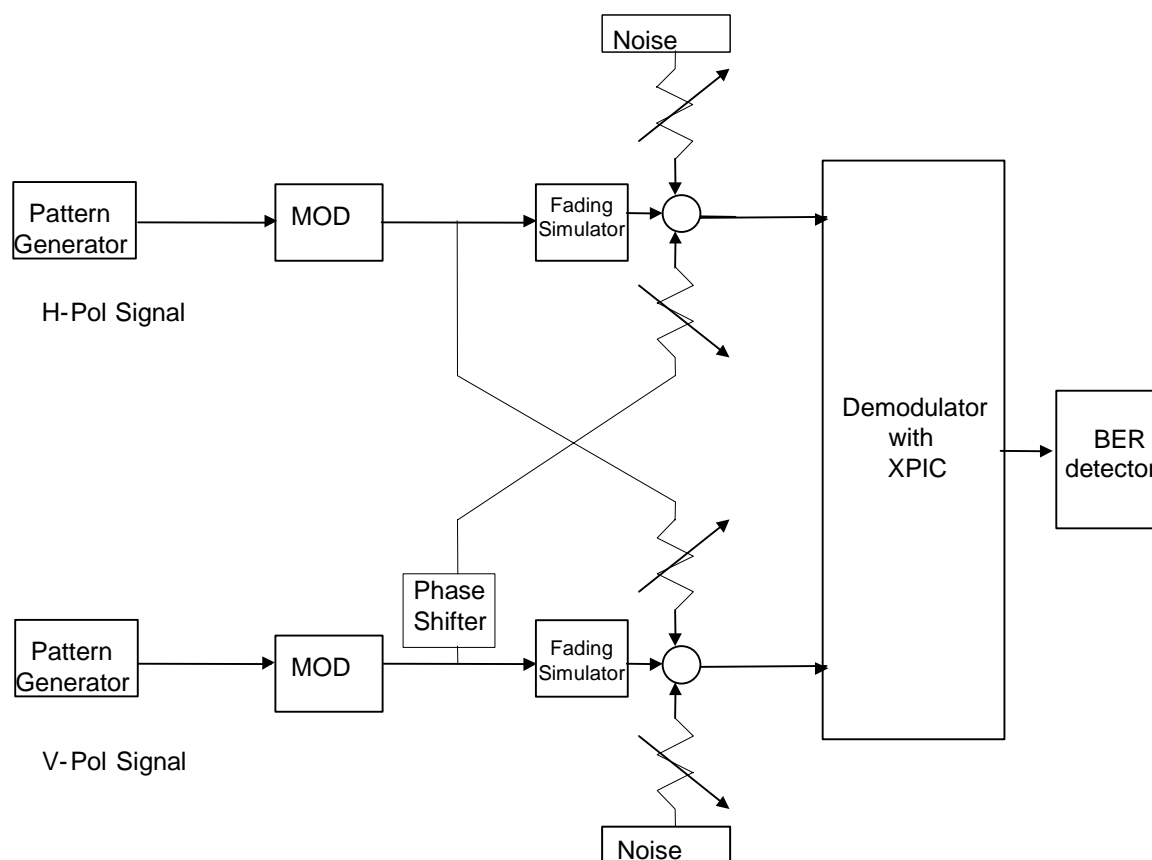 Noise
Pattern
Generator
MOD
Fading
Simulator
H-Pol Signal
Demodulator
with
XPIC
BER
detector
Phase
Shifter
Pattern
Generator
MOD
Fading
Simulator
V-Pol Signal
Noise